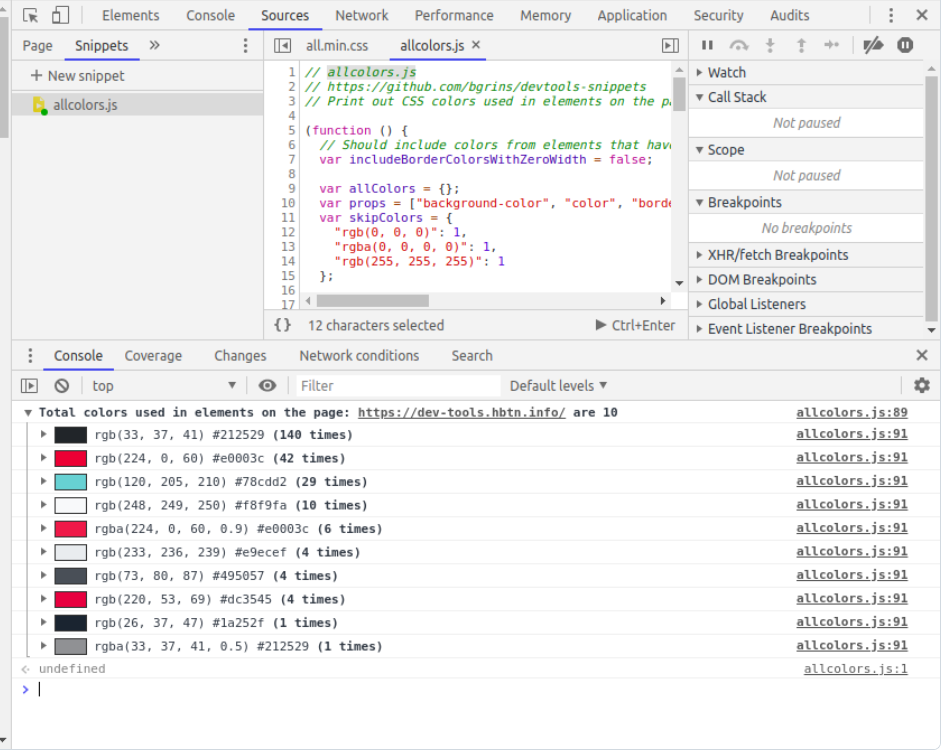 Elements Console Sources Network Performance Memory Application Security Audits
Page Snippets »
+ New snippet
allcolors.js
all.min.css allcolors.js ×
1 // allcolors.js
2 // https://github.com/bgrins/devtools-snippets
3 // Print out CSS colors used in elements on the pa
4
5 (function () {
6 // Should include colors from elements that have
7 var includeBorderColorsWithZeroWidth = false;
8
9 var allColors = {};
10 var props = ["background-color", "color", "borde
11 var skipColors = {
12 "rgb(0, 0, 0)": 1,
13 "rgba(0, 0, 0, 0)": 1,
14 "rgb(255, 255, 255)": 1
15 };
16
17
{} 12 characters selected Ctrl+Enter
Watch
Call Stack
Not paused
Scope
Not paused
Breakpoints
No breakpoints
XHR/fetch Breakpoints
DOM Breakpoints
Global Listeners
Event Listener Breakpoints
Console Coverage Changes Network conditions Search
top Filter Default levels
Total colors used in elements on the page: https://dev-tools.hbtn.info/ are 10 allcolors.js:89
rgb(33, 37, 41) #212529 (140 times) allcolors.js:91
rgb(224, 0, 60) #e0003c (42 times) allcolors.js:91
rgb(120, 205, 210) #78cdd2 (29 times) allcolors.js:91
rgb(248, 249, 250) #f8f9fa (10 times) allcolors.js:91
rgba(224, 0, 60, 0.9) #e0003c (6 times) allcolors.js:91
rgb(233, 236, 239) #e9ecef (4 times) allcolors.js:91
rgb(73, 80, 87) #495057 (4 times) allcolors.js:91
rgb(220, 53, 69) #dc3545 (4 times) allcolors.js:91
rgb(26, 37, 47) #1a252f (1 times) allcolors.js:91
rgba(33, 37, 41, 0.5) #212529 (1 times) allcolors.js:91
undefined allcolors.js:1